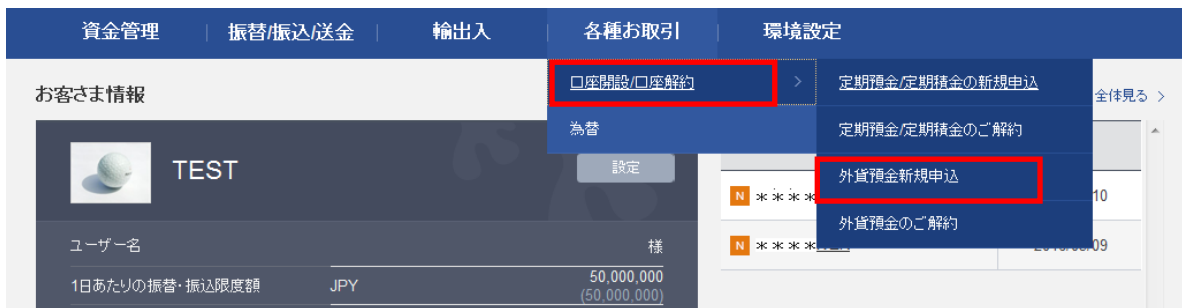 資金管理 振替/振込/送金 輸出入 各種お取引 環境設定
お客さま情報
口座開設/口座解約 >
為替
定期預金/定期積金の新規申込
定期預金/定期積金のご解約
外貨預金新規申込
外貨預金のご解約
全体見る >
TEST
設定
N ****
10
N ****
09
ユーザー名 様
1日あたりの振替・振込限度額 JPY 50,000,000
(50,000,000)